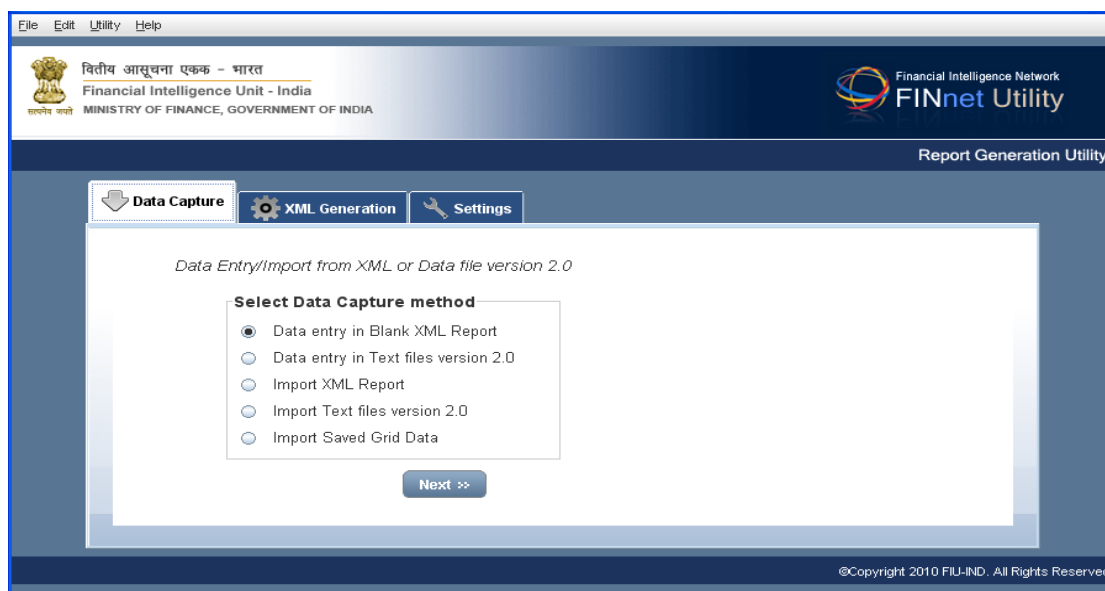 File Edit Utility Help
वितीय आसूचना एकक - भारत
Financial Intelligence Unit - India
सत्यमेव जयते MINISTRY OF FINANCE, GOVERNMENT OF INDIA
Financial Intelligence Network
FINnet Utility
Report Generation Utility
Data Capture XML Generation Settings
Data Entry/Import from XML or Data file version 2.0
Select Data Capture method
Data entry in Blank XML Report
Data entry in Text files version 2.0
Import XML Report
Import Text files version 2.0
Import Saved Grid Data
Next >>
©Copyright 2010 FIU-IND. All Rights Reserved